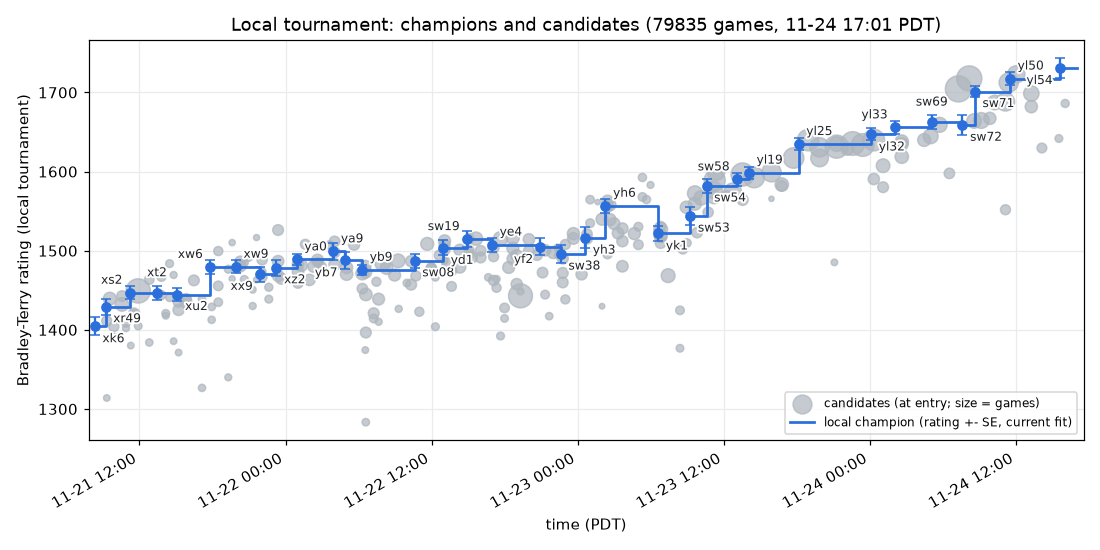 Local tournament: champions and candidates (79835 games, 11-24 17:01 PDT)
Bradley-Terry rating (local tournament)
1700
1600
1500
1400
1300
xk6
xs2
xr49
xt2
xu2
xw6
xx9
xw9
xz2
ya0
yb7
ya9
yb9
sw08
sw19
yd1
ye4
yf2
sw38
yh3
yh6
yk1
sw53
sw58
sw54
yl19
yl25
yl33
yl32
sw69
sw72
sw71
yl50
yl54
candidates (at entry; size = games)
local champion (rating +- SE, current fit)
11-21 12:00
11-22 00:00
11-22 12:00
11-23 00:00
11-23 12:00
11-24 00:00
11-24 12:00
time (PDT)